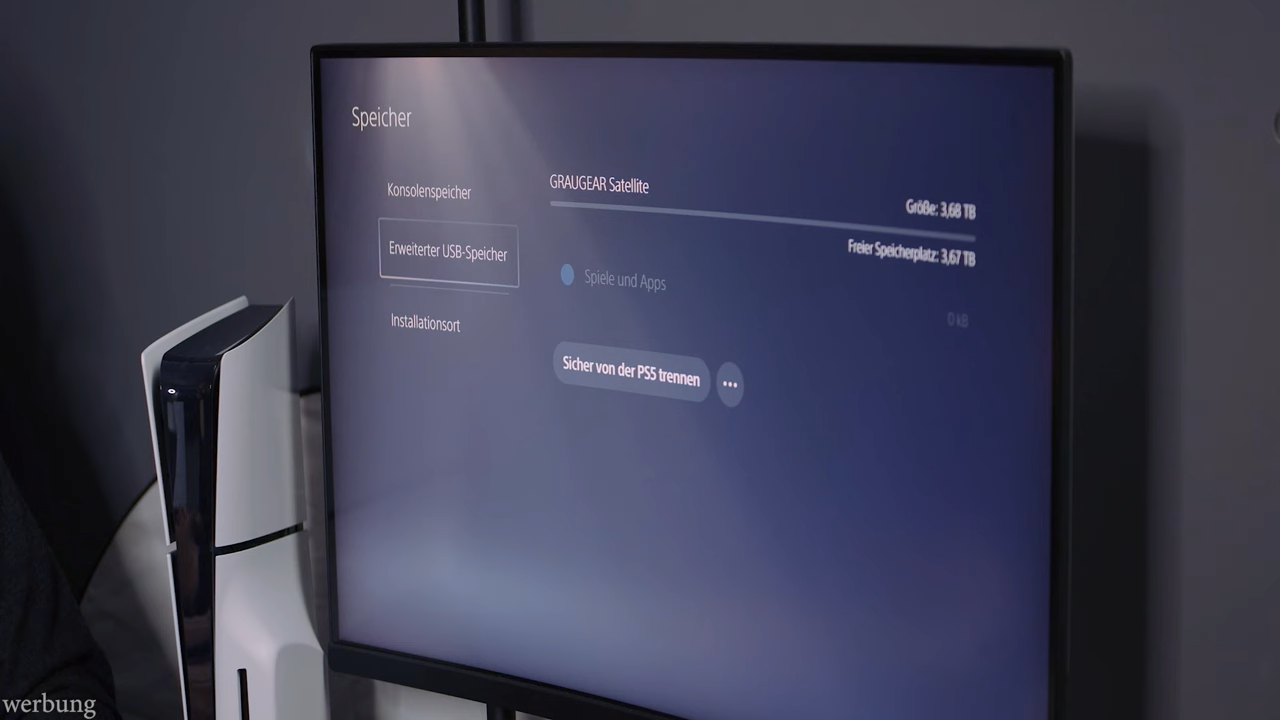 Speicher
Konsolenspeicher
Erweiterter USB-Speicher
Installationsort
GRAUGEAR Satellite
Größe: 3,68 TB
Freier Speicherplatz: 3,67 TB
Spiele und Apps
0 kB
Sicher von der PS5 trennen
•••
werbung